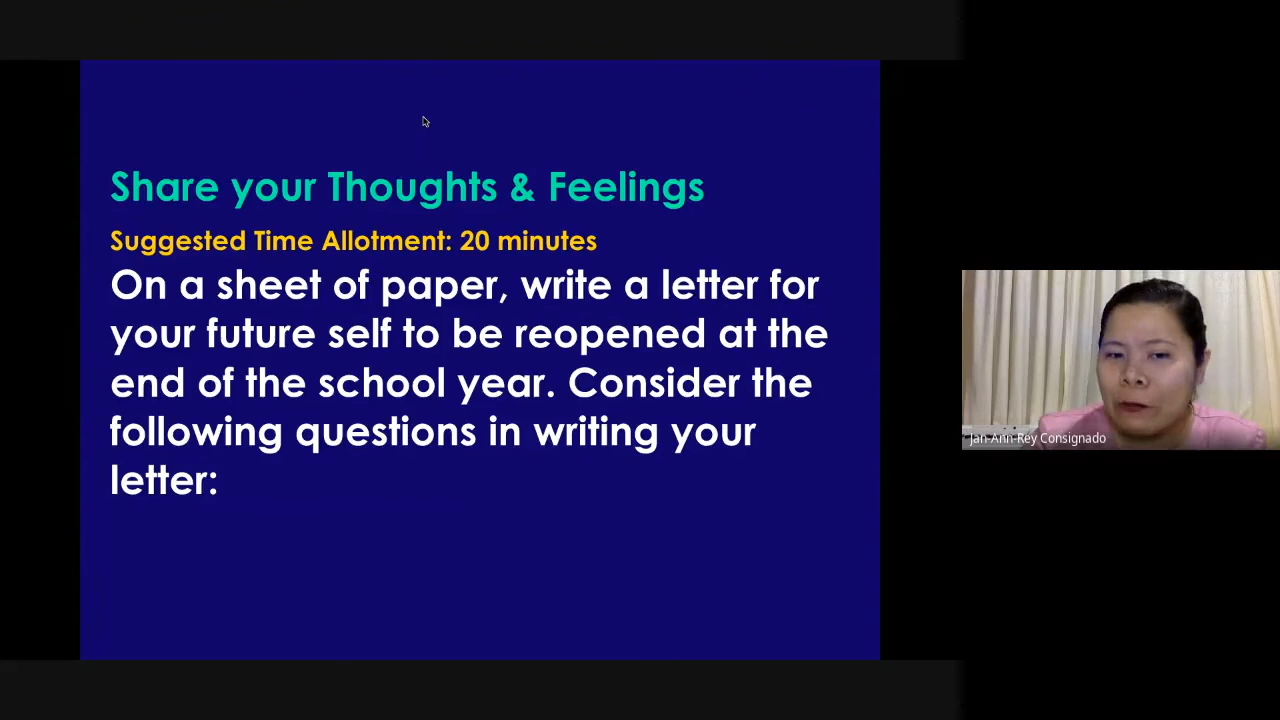 Share your Thoughts & Feelings
Suggested Time Allotment: 20 minutes
On a sheet of paper, write a letter for
your future self to be reopened at the
end of the school year. Consider the
following questions in writing your
letter:
Jan-Ann-Rey Consignado